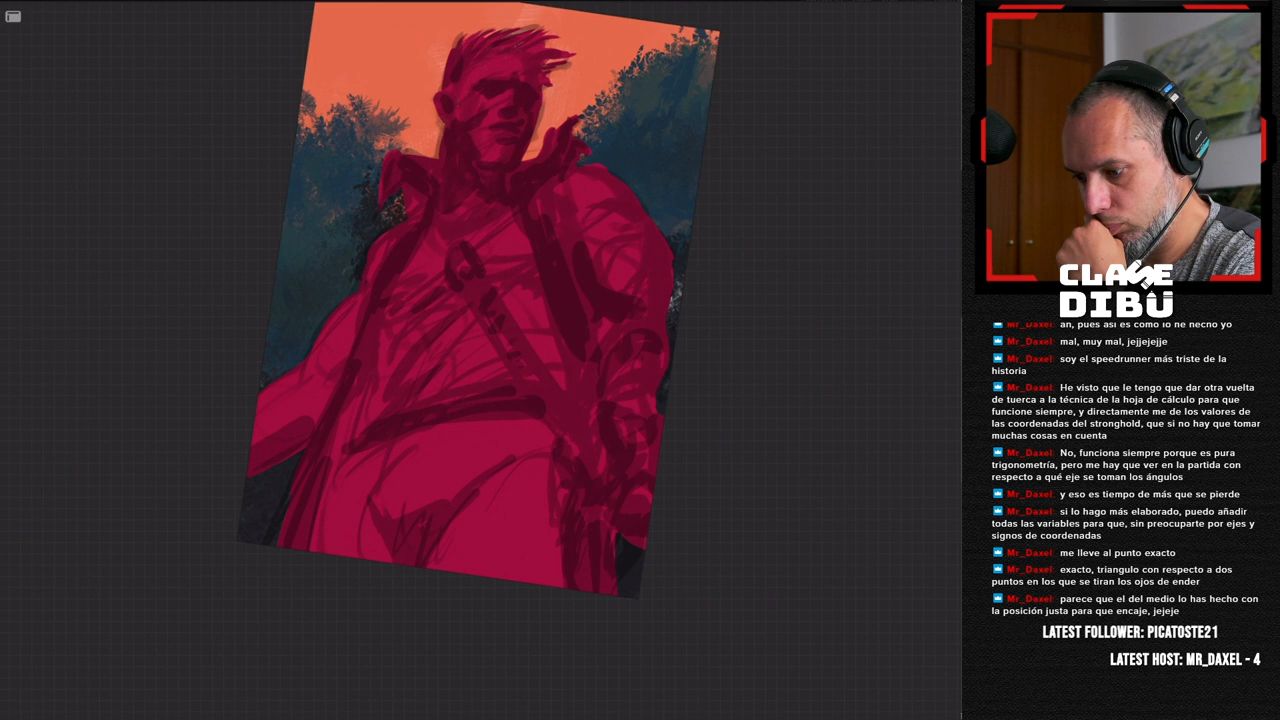 CLASE
DIBU
Mr_Daxel: ah, pues así es como lo he hecho yo
Mr_Daxel: mal, muy mal, jejjejejje
Mr_Daxel: soy el speedrunner más triste de la
historia
Mr_Daxel: He visto que le tengo que dar otra vuelta
de tuerca a la técnica de la hoja de cálculo para que
funcione siempre, y directamente me de los valores de
las coordenadas del stronghold, que si no hay que tomar
muchas cosas en cuenta
Mr_Daxel: No, funciona siempre porque es pura
trigonometría, pero me hay que ver en la partida con
respecto a qué eje se toman los ángulos
Mr_Daxel: y eso es tiempo de más que se pierde
Mr_Daxel: si lo hago más elaborado, puedo añadir
todas las variables para que, sin preocuparte por ejes y
signos de coordenadas
Mr_Daxel: me lleve al punto exacto
Mr_Daxel: exacto, triangulo con respecto a dos
puntos en los que se tiran los ojos de ender
Mr_Daxel: parece que el del medio lo has hecho con
la posición justa para que encaje, jejeje
LATEST FOLLOWER: PICATOSTE21
LATEST HOST: MR_DAXEL - 4